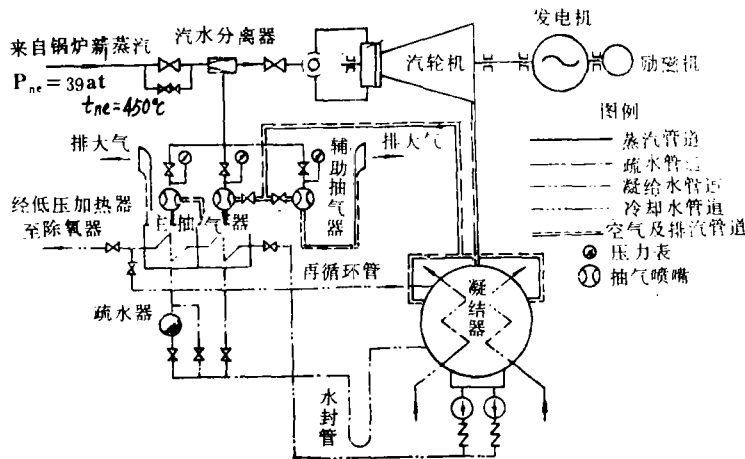 发电机
来自锅炉新蒸汽
汽水分离器
汽轮机
励磁机
Pne=39at
tne=450℃
图例
蒸汽管道
疏水管道
凝给水管道
冷却水管道
空气及排汽管道
压力表
抽气喷嘴
排大气
辅助抽气器
排大气
经低压加热器
至除氧器
主抽气器
再循环管
凝结器
疏水器
水封管